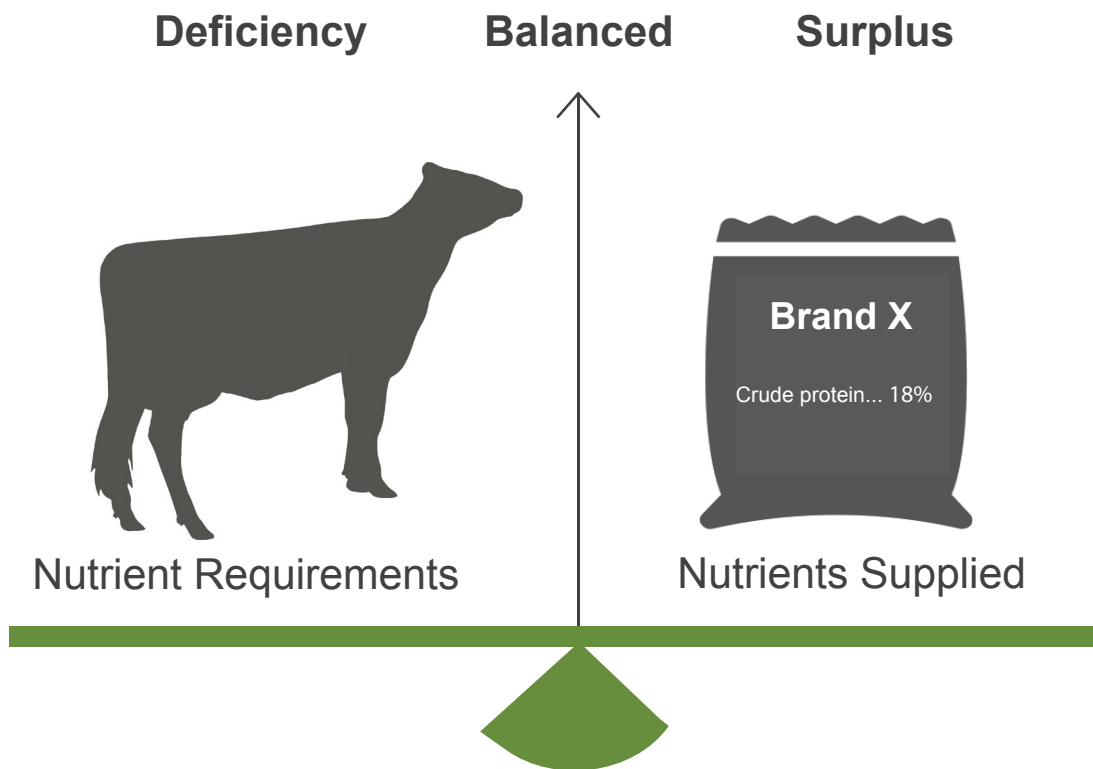 Deficiency Balanced Surplus
Brand X
Crude protein... 18%
Nutrient Requirements
Nutrients Supplied